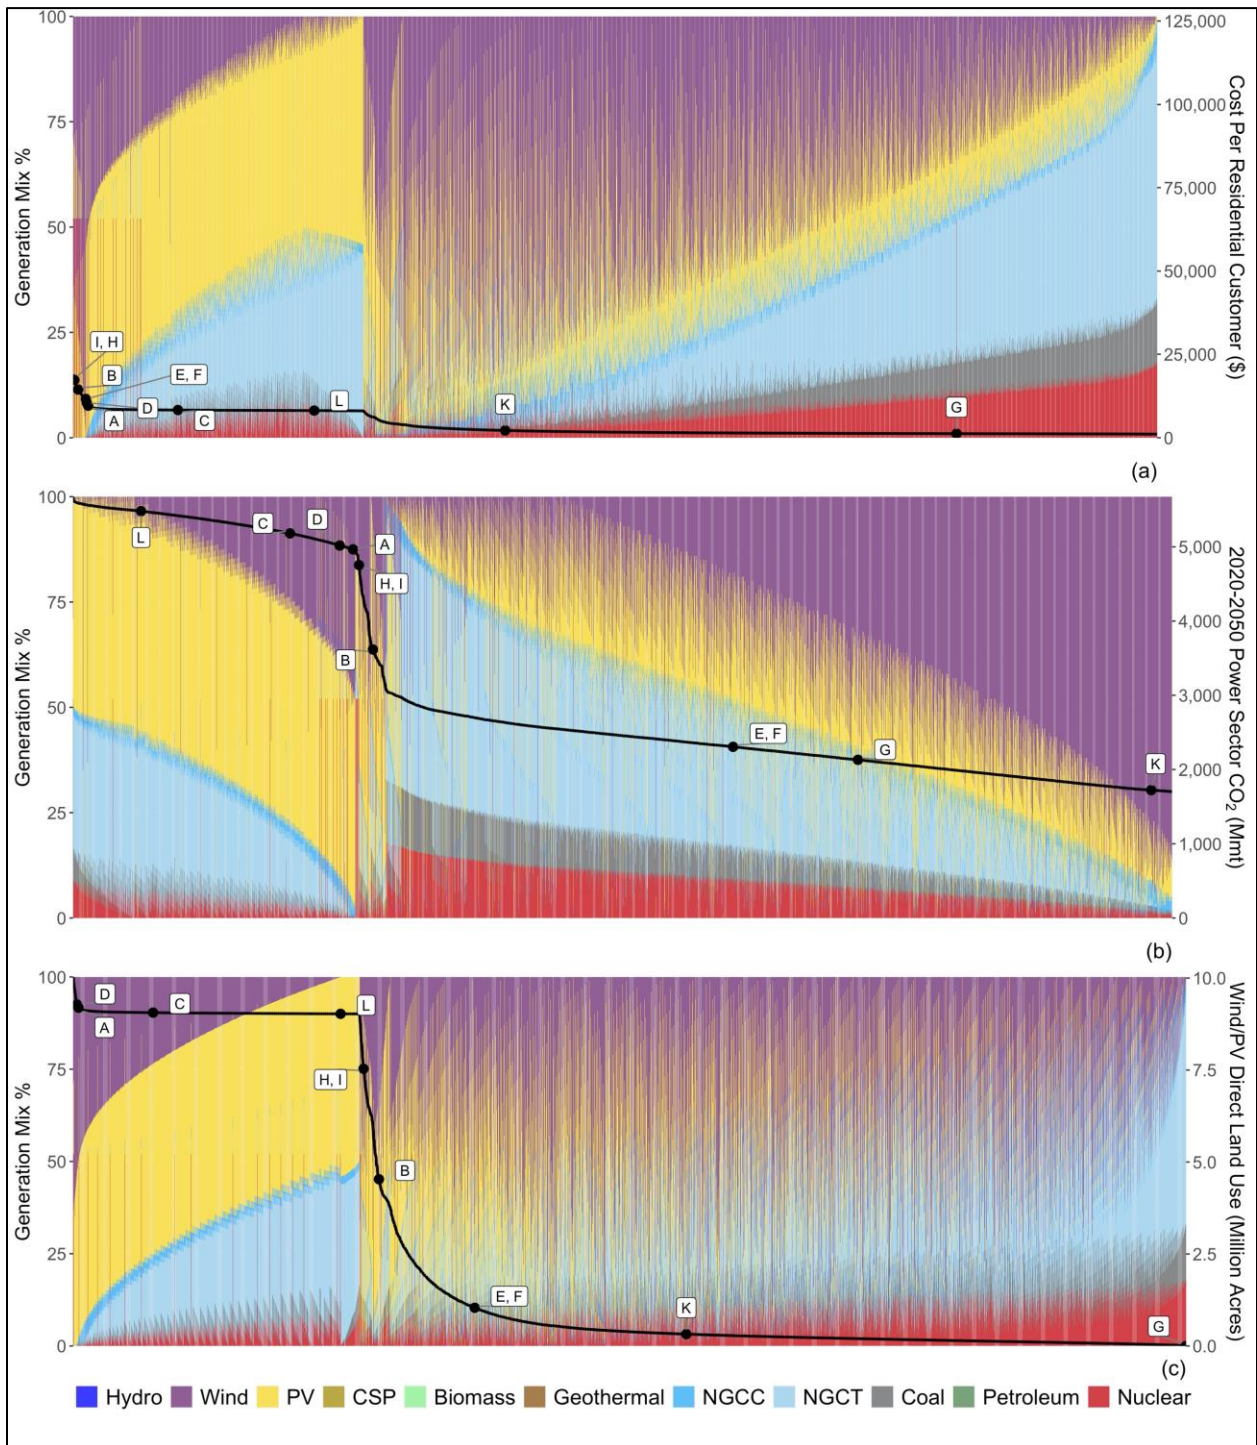 100
75
50
25
0
Generation Mix %
125,000
100,000
75,000
50,000
25,000
0
Cost Per Residential Customer ($)
I, H
B
E, F
D
A
C
L
K
G
(a)
100
75
50
25
0
Generation Mix %
5,000
4,000
3,000
2,000
1,000
0
2020-2050 Power Sector CO₂ (Mmt)
L
C
D
A
H, I
B
E, F
G
K
(b)
100
75
50
25
0
Generation Mix %
10.0
7.5
5.0
2.5
0.0
Wind/PV Direct Land Use (Million Acres)
D
A
C
L
H, I
B
E, F
K
G
(c)
Hydro Wind PV CSP Biomass Geothermal NGCC NGCT Coal Petroleum Nuclear